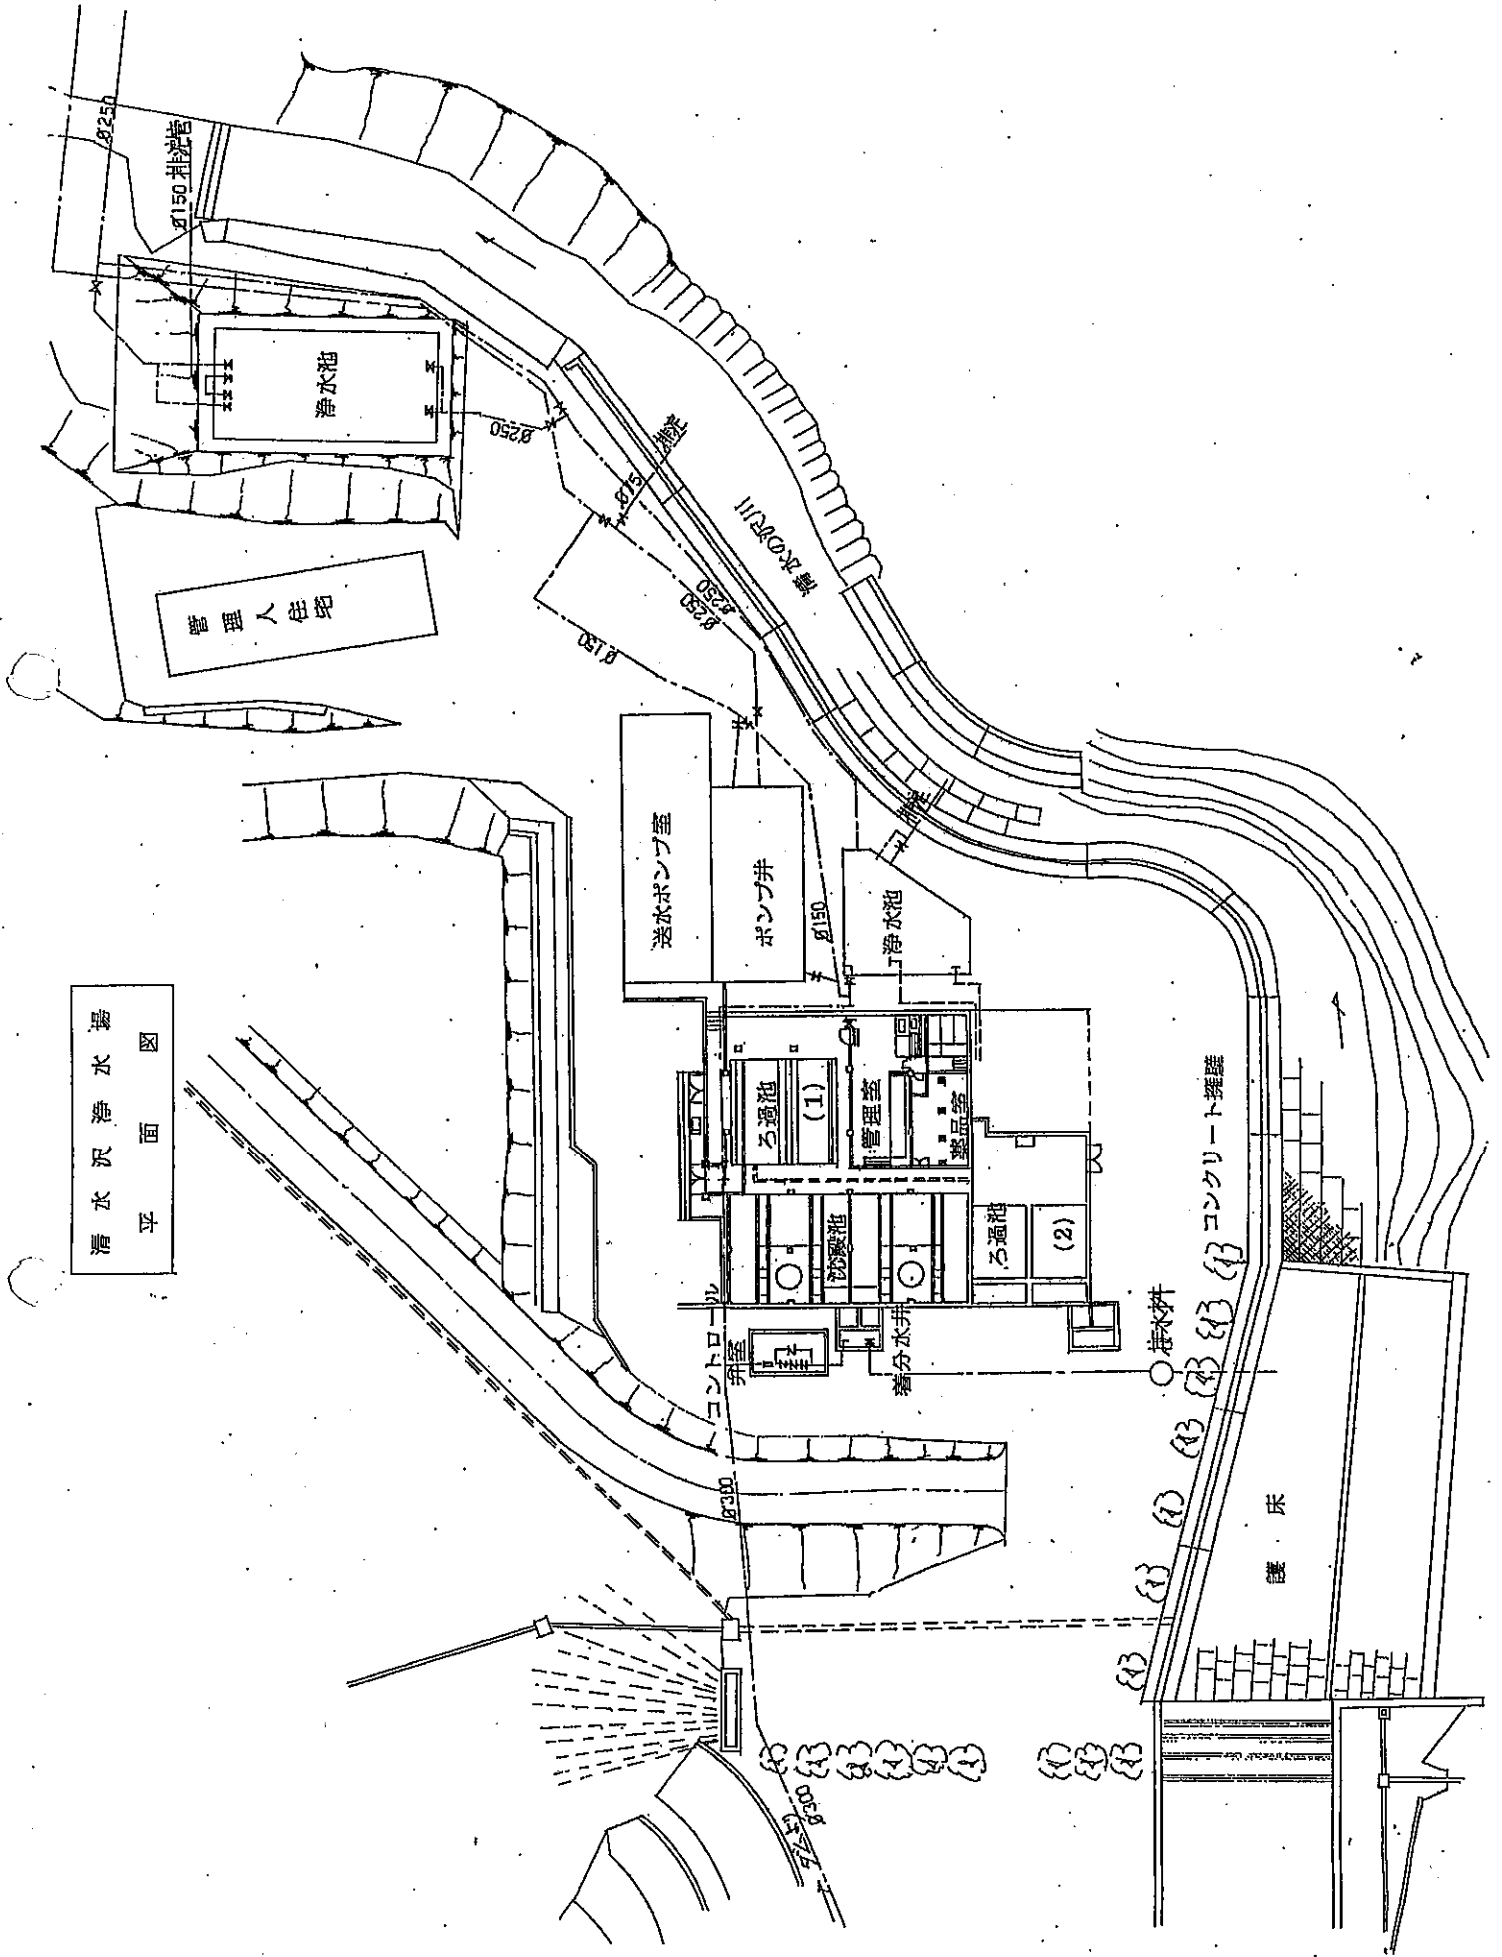 清水沢浄水場
平面図
ø250
ø150 排泥管
浄水池
ø250
管理人住宅
ø75
排泥
清水の沢川
ø250
ø250
ø150
送水ポンプ室
ポンプ井
ø150
浄水池
排泥
ろ過池
(1)
管理室
薬品室
沈殿池
ろ過池
(2)
コントロール
弁室
着分水井
接水井
コンクリート擁壁
護床
ø300
ダムより
ø300